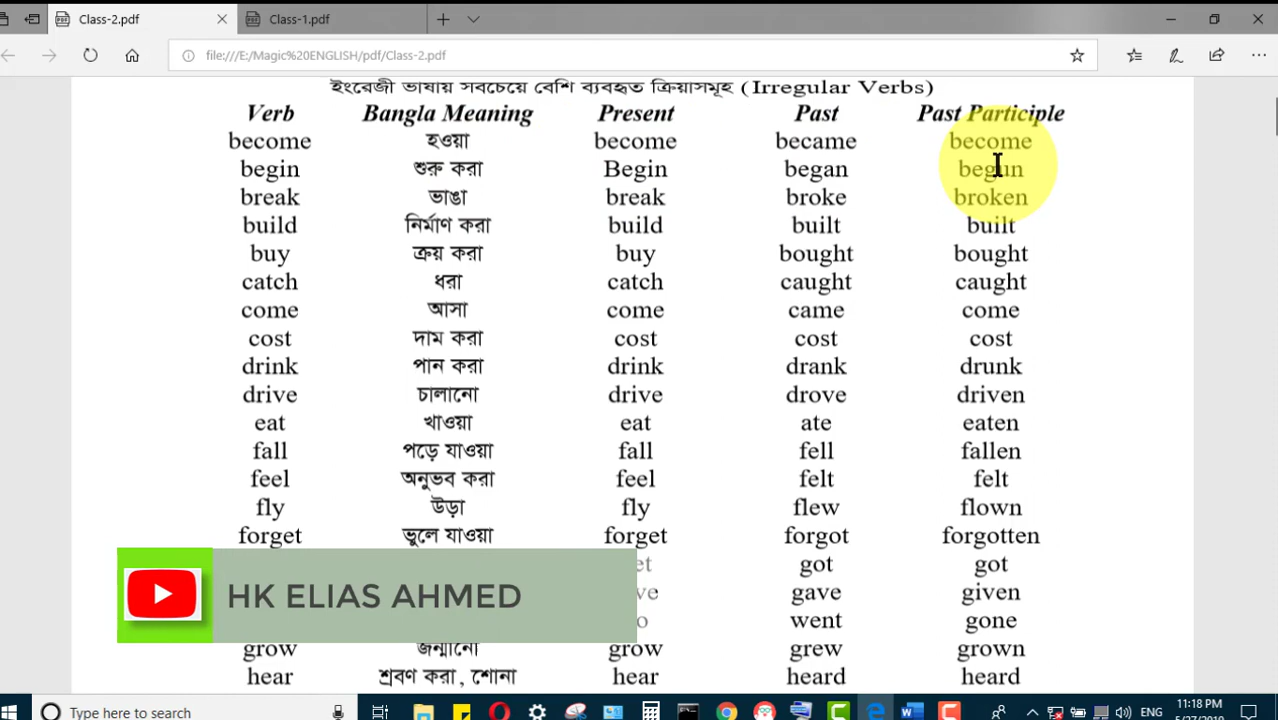 Class-2.pdf
Class-1.pdf
file:///E:/Magic%20ENGLISH/pdf/Class-2.pdf
ইংরেজী ভাষায় সবচেয়ে বেশি ব্যবহৃত ক্রিয়াসমূহ (Irregular Verbs)
Verb Bangla Meaning Present Past Past Participle
become হওয়া become became become
begin শুরু করা Begin began begun
break ভাঙা break broke broken
build নির্মাণ করা build built built
buy ক্রয় করা buy bought bought
catch ধরা catch caught caught
come আসা come came come
cost দাম করা cost cost cost
drink পান করা drink drank drunk
drive চালানো drive drove driven
eat খাওয়া eat ate eaten
fall পড়ে যাওয়া fall fell fallen
feel অনুভব করা feel felt felt
fly উড়া fly flew flown
forget ভুলে যাওয়া forget forgot forgotten
et got got
ve gave given
o went gone
HK ELIAS AHMED
grow জন্মানো grow grew grown
hear শ্রবণ করা, শোনা hear heard heard
Type here to search
ENG
11:18 PM